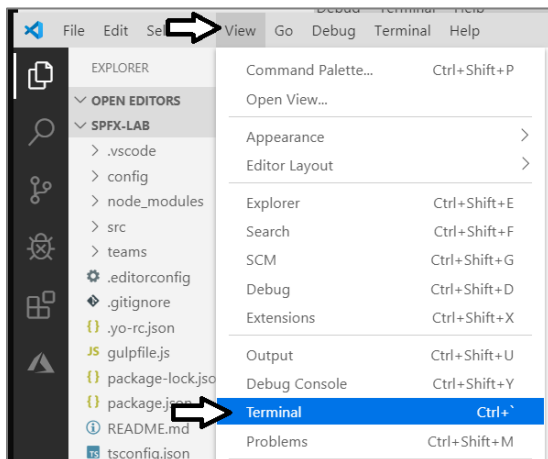 File Edit View Go Debug Terminal Help
EXPLORER
OPEN EDITORS
SPFX-LAB
.vscode
config
node_modules
src
teams
.editorconfig
.gitignore
{} .yo-rc.json
JS gulpfile.js
{} package-lock.jso
{} package.json
README.md
TS tsconfig.json
Command Palette... Ctrl+Shift+P
Open View...
Appearance
Editor Layout
Explorer Ctrl+Shift+E
Search Ctrl+Shift+F
SCM Ctrl+Shift+G
Debug Ctrl+Shift+D
Extensions Ctrl+Shift+X
Output Ctrl+Shift+U
Debug Console Ctrl+Shift+Y
Terminal Ctrl+`
Problems Ctrl+Shift+M